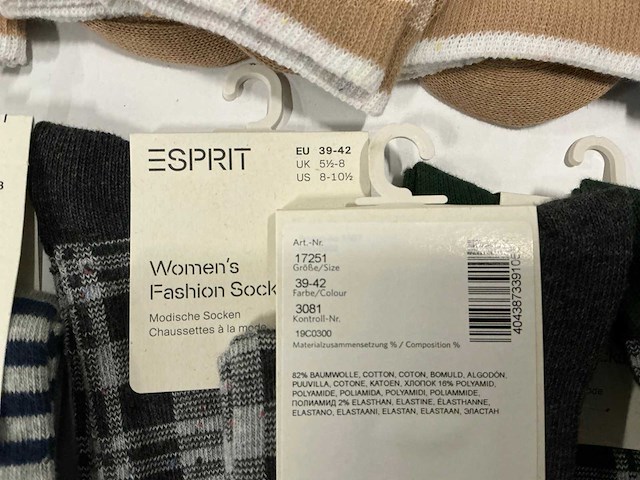 ESPRIT
EU 39-42
UK 5½-8
US 8-10½
Women's
Fashion Sock
Modische Socken
Chaussettes à la mode
Art.-Nr.
17251
Größe/Size
39-42
Farbe/Colour
3081
Kontroll-Nr.
19C0300
Materialzusammensetzung % / Composition %
82% BAUMWOLLE, COTTON, COTON, BOMULD, ALGODÓN,
PUUVILLA, COTONE, KATOEN, ХЛОПОК 16% POLYAMID,
POLYAMIDE, POLIAMIDA, POLYAMIDI, POLIAMMIDE,
ПОЛИАМИД 2% ELASTHAN, ELASTINE, ÉLASTHANNE,
ELASTANO, ELASTAANI, ELASTAN, ELASTAAN, ЭЛАСТАН